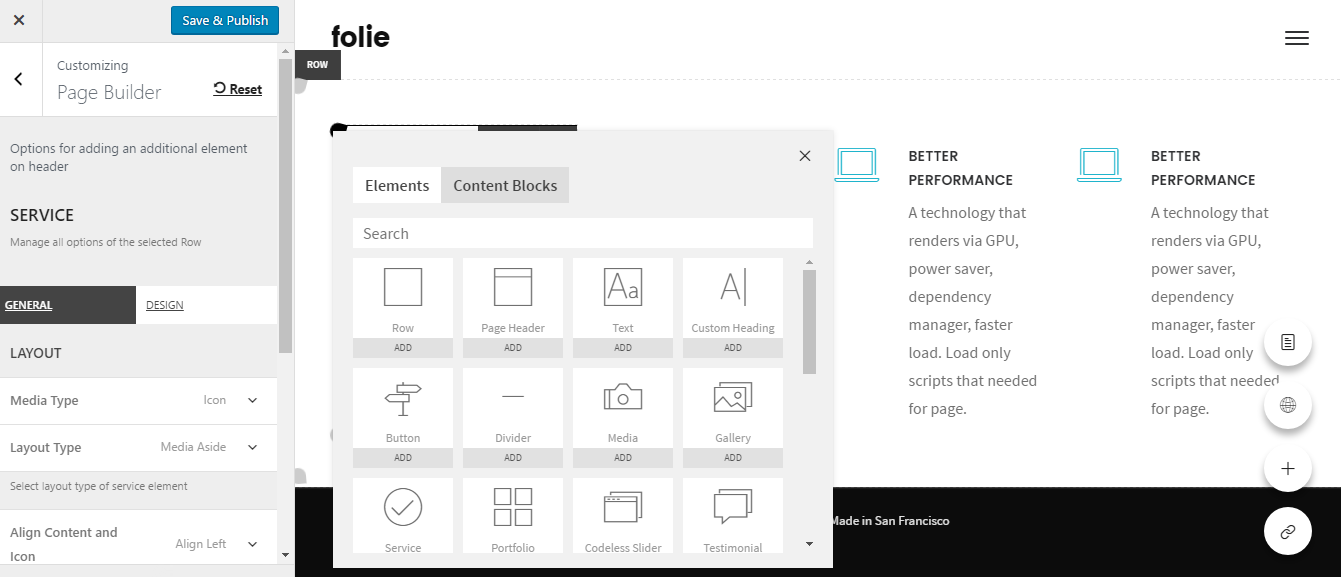 Save & Publish
Customizing
Page Builder
Reset
Options for adding an additional element
on header
SERVICE
Manage all options of the selected Row
GENERAL
DESIGN
LAYOUT
Media Type
Icon
Layout Type
Media Aside
Select layout type of service element
Align Content and
Icon
Align Left
folie
ROW
Elements
Content Blocks
Search
Row
Page Header
Text
Custom Heading
ADD
ADD
ADD
ADD
Button
Divider
Media
Gallery
ADD
ADD
ADD
ADD
Service
Portfolio
Codeless Slider
Testimonial
BETTER
PERFORMANCE
A technology that
renders via GPU,
power saver,
dependency
manager, faster
load. Load only
scripts that needed
for page.
BETTER
PERFORMANCE
A technology that
renders via GPU,
power saver,
dependency
manager, faster
load. Load only
scripts that needed
for page.
Made in San Francisco